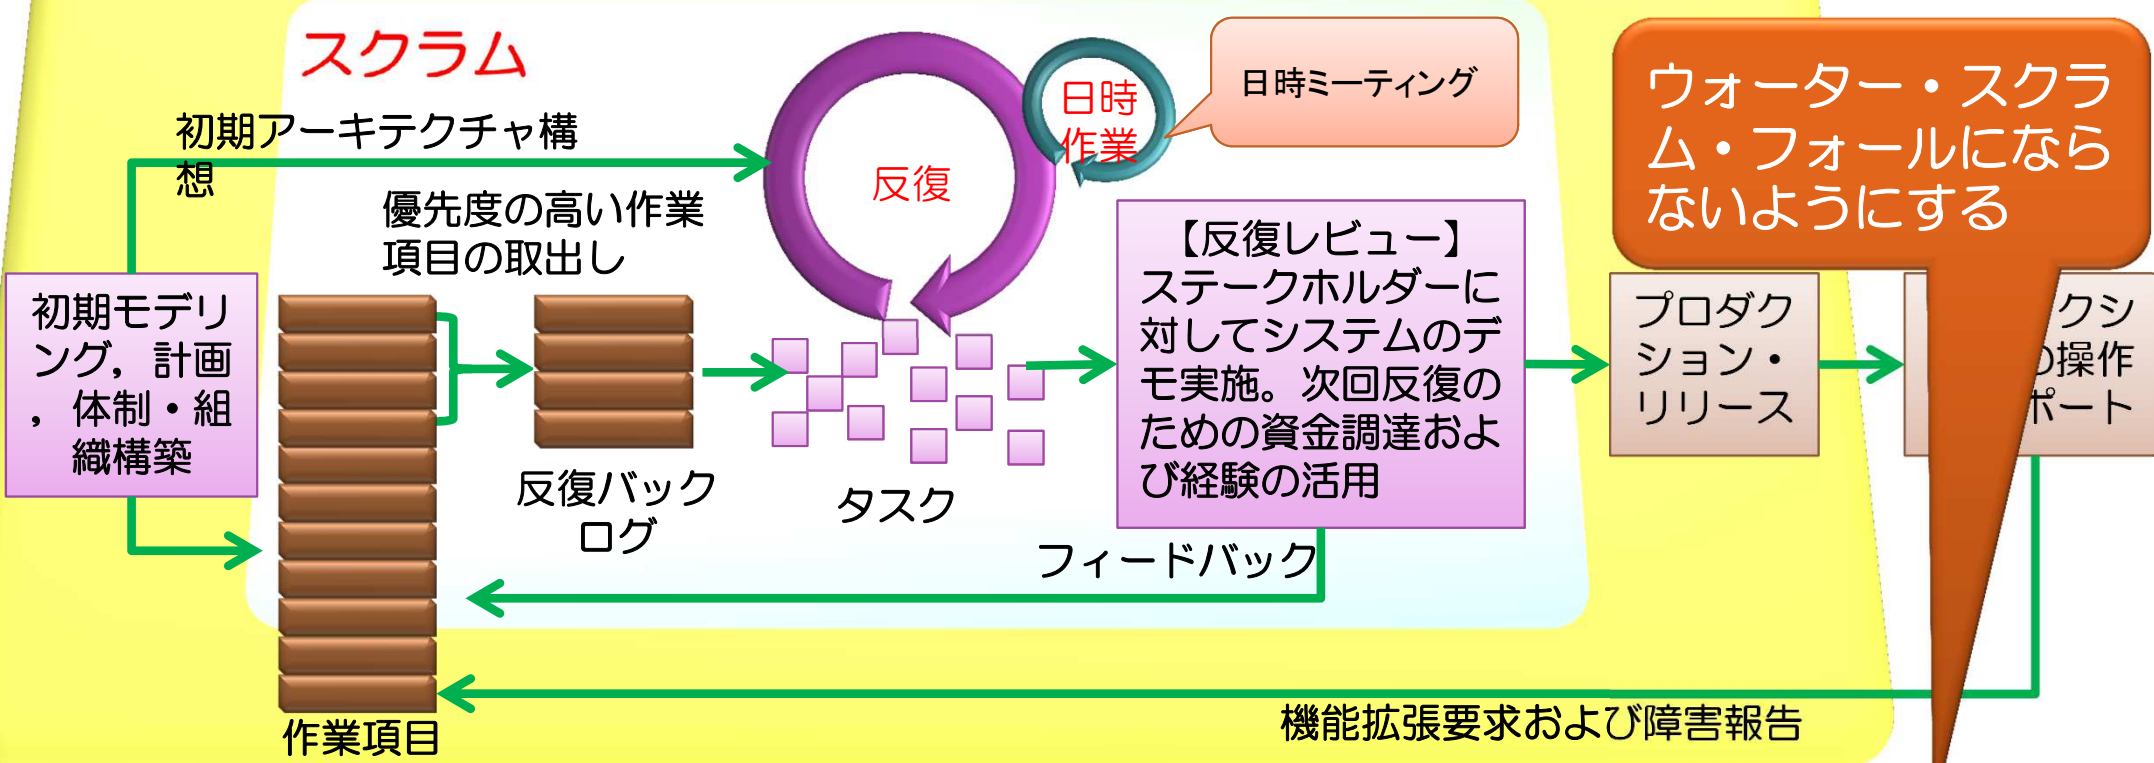 スクラム
日時
作業
日時ミーティング
ウォーター・スクラ
ム・フォールになら
ないようにする
初期アーキテクチャ構
想
反復
優先度の高い作業
項目の取出し
【反復レビュー】
ステークホルダーに
対してシステムのデ
モ実施。次回反復の
ための資金調達およ
び経験の活用
初期モデリ
ング，計画
，体制・組
織構築
プロダク
ション・
リリース
クシ
操作
ポート
反復バック
ログ
タスク
フィードバック
作業項目
機能拡張要求および障害報告